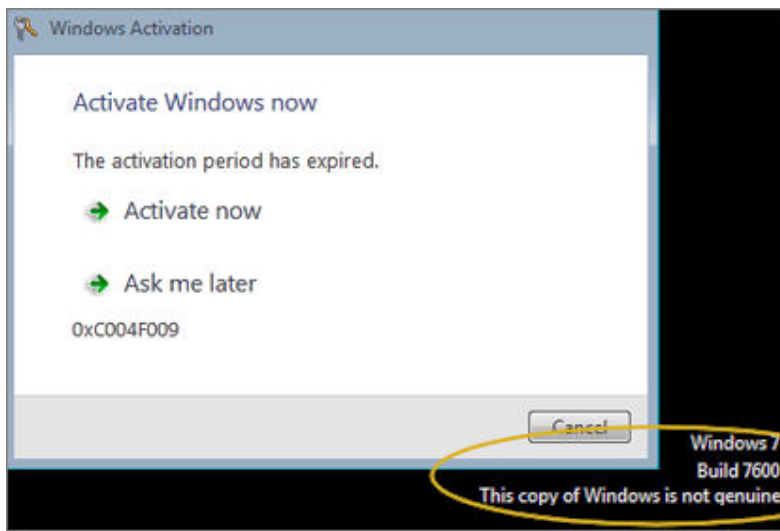 Windows Activation
Activate Windows now
The activation period has expired.
Activate now
Ask me later
0xC004F009
Cancel
Windows 7
Build 7600
This copy of Windows is not genuine